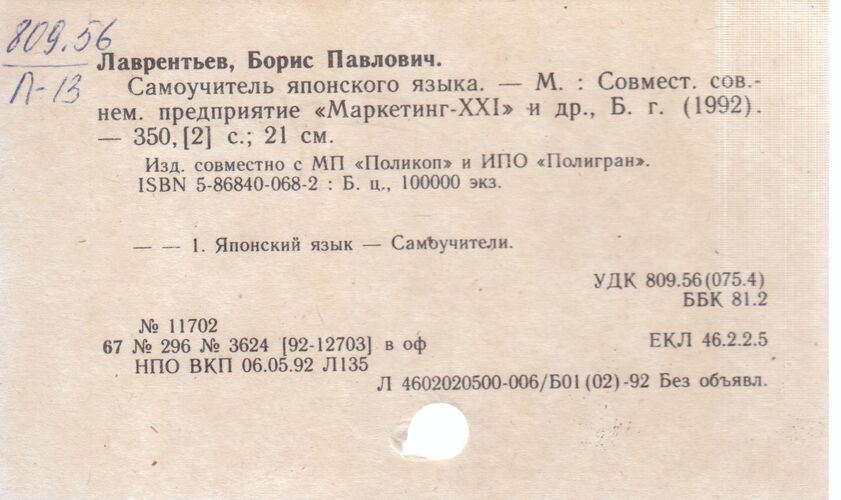 809.56
Л-13
Лаврентьев, Борис Павлович.
Самоучитель японского языка. — М. : Совмест. сов.-
нем. предприятие «Маркетинг-XXI» и др., Б. г. (1992).
— 350, [2] с.; 21 см.
Изд. совместно с МП «Поликоп» и ИПО «Полигран».
ISBN 5-86840-068-2 : Б. ц., 100000 экз.
— — 1. Японский язык — Самоучители.
УДК 809.56(075.4)
ББК 81.2
№ 11702
67 № 296 № 3624 [92-12703] в оф
ЕКЛ 46.2.2.5
НПО ВКП 06.05.92 Л135
Л 4602020500-006/Б01(02)-92 Без объявл.